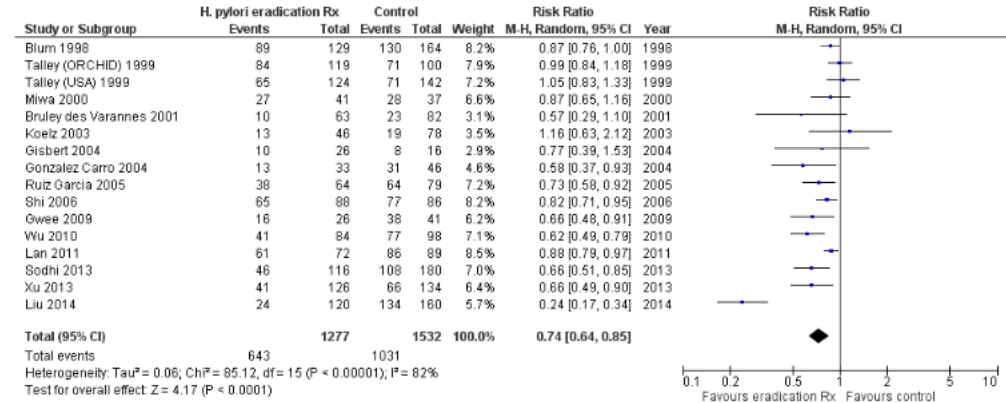 H. pylori eradication Rx Control Risk Ratio Risk Ratio
Study or Subgroup Events Total Events Total Weight M-H, Random, 95% CI Year M-H, Random, 95% CI
Blum 1998 89 129 130 164 8.2% 0.87 [0.76, 1.00] 1998
Talley (ORCHID) 1999 84 119 71 100 7.9% 0.99 [0.84, 1.18] 1999
Talley (USA) 1999 65 124 71 142 7.1% 1.05 [0.83, 1.33] 1999
Miwa 2000 27 41 28 37 6.6% 0.87 [0.65, 1.16] 2000
Bruley des Varannes 2001 10 63 23 82 3.0% 0.57 [0.29, 1.10] 2001
Koelz 2003 13 46 19 78 3.3% 1.16 [0.63, 2.12] 2003
Gisbert 2004 10 26 8 16 2.8% 0.77 [0.39, 1.53] 2004
Gonzalez Carro 2004 13 33 31 46 4.6% 0.58 [0.37, 0.93] 2004
Ruiz Garcia 2005 38 64 64 79 7.2% 0.73 [0.58, 0.92] 2005
Shi 2006 65 88 77 86 8.1% 0.82 [0.71, 0.95] 2006
Gwee 2009 16 26 38 41 6.2% 0.66 [0.48, 0.91] 2009
Wu 2010 41 84 77 98 7.1% 0.62 [0.49, 0.79] 2010
Lan 2011 61 72 86 89 8.5% 0.88 [0.79, 0.97] 2011
Sodhi 2013 46 116 108 180 7.0% 0.66 [0.51, 0.85] 2013
Xu 2013 41 126 66 134 6.4% 0.66 [0.49, 0.90] 2013
Liu 2014 24 120 134 160 5.7% 0.24 [0.17, 0.34] 2014
Total (95% CI) 1277 1532 100.0% 0.74 [0.64, 0.85]
Total events 643 1031
Heterogeneity: Tau² = 0.06; Chi² = 85.12, df = 15 (P < 0.00001); I² = 82%
Test for overall effect: Z = 4.17 (P < 0.0001)
0.1 0.2 0.5 1 2 5 10
Favours eradication Rx Favours control